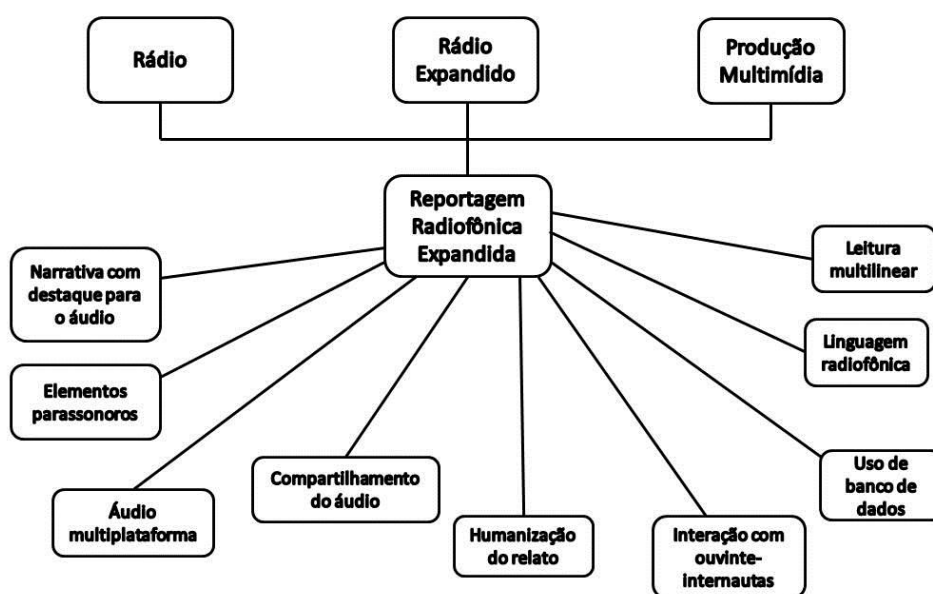 Rádio
Rádio
Expandido
Produção
Multimídia
Reportagem
Radiofônica
Expandida
Narrativa com
destaque para
o áudio
Elementos
parassonoros
Áudio
multiplataforma
Compartilhamento
do áudio
Humanização
do relato
Interação com
ouvinte-
internautas
Uso de
banco de
dados
Linguagem
radiofônica
Leitura
multilinear